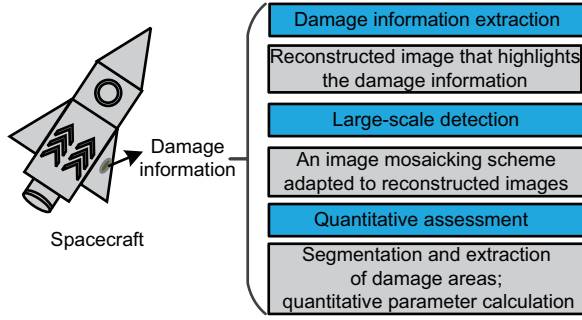 Damage information extraction
Reconstructed image that highlights
the damage information
Large-scale detection
An image mosaicking scheme
adapted to reconstructed images
Quantitative assessment
Segmentation and extraction
of damage areas;
quantitative parameter calculation
Damage
information
Spacecraft